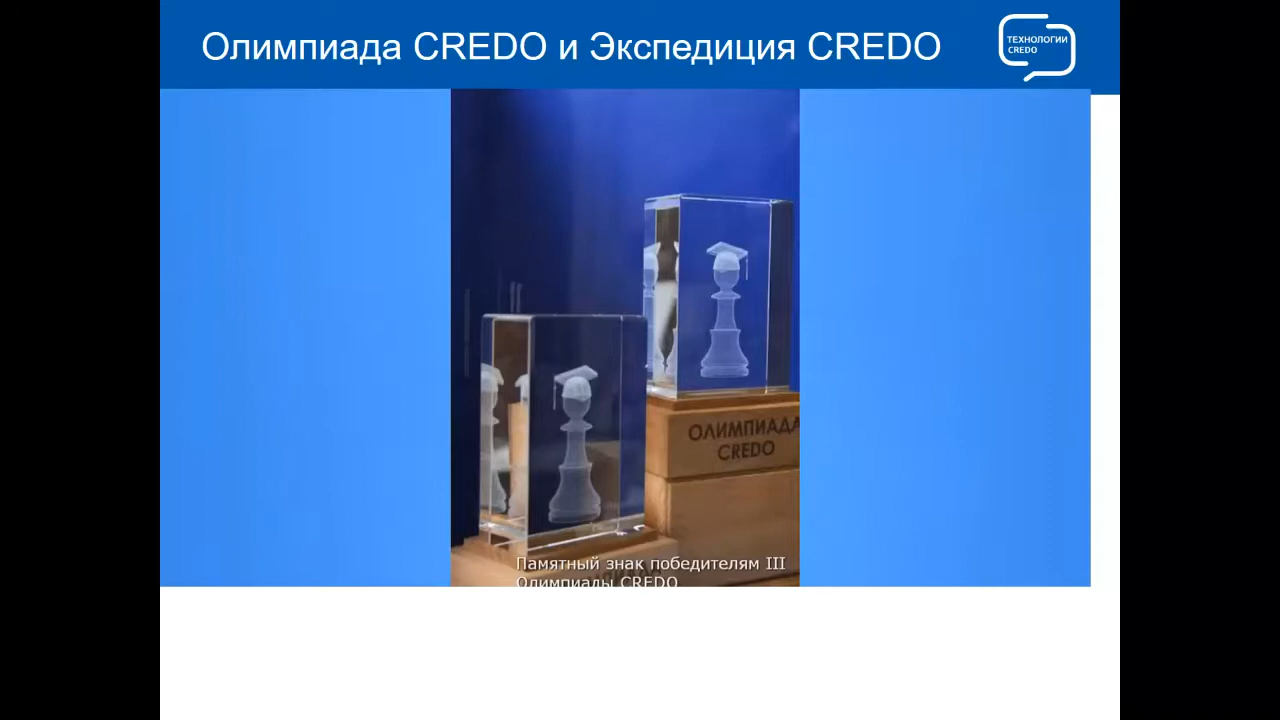 Олимпиада CREDO и Экспедиция CREDO
ТЕХНОЛОГИИ
CREDO
ОЛИМПИАДА
CREDO
Памятный знак победителям III
Олимпиады CREDO